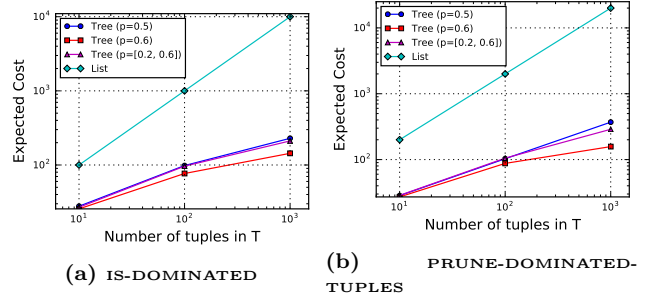 Expected Cost
10^4
10^3
10^2
Tree (p=0.5)
Tree (p=0.6)
Tree (p=[0.2, 0.6])
List
10^1
10^2
10^3
Number of tuples in T
(a) IS-DOMINATED
Expected Cost
10^4
10^3
10^2
Tree (p=0.5)
Tree (p=0.6)
Tree (p=[0.2, 0.6])
List
10^1
10^2
10^3
Number of tuples in T
(b) PRUNE-DOMINATED-
TUPLES